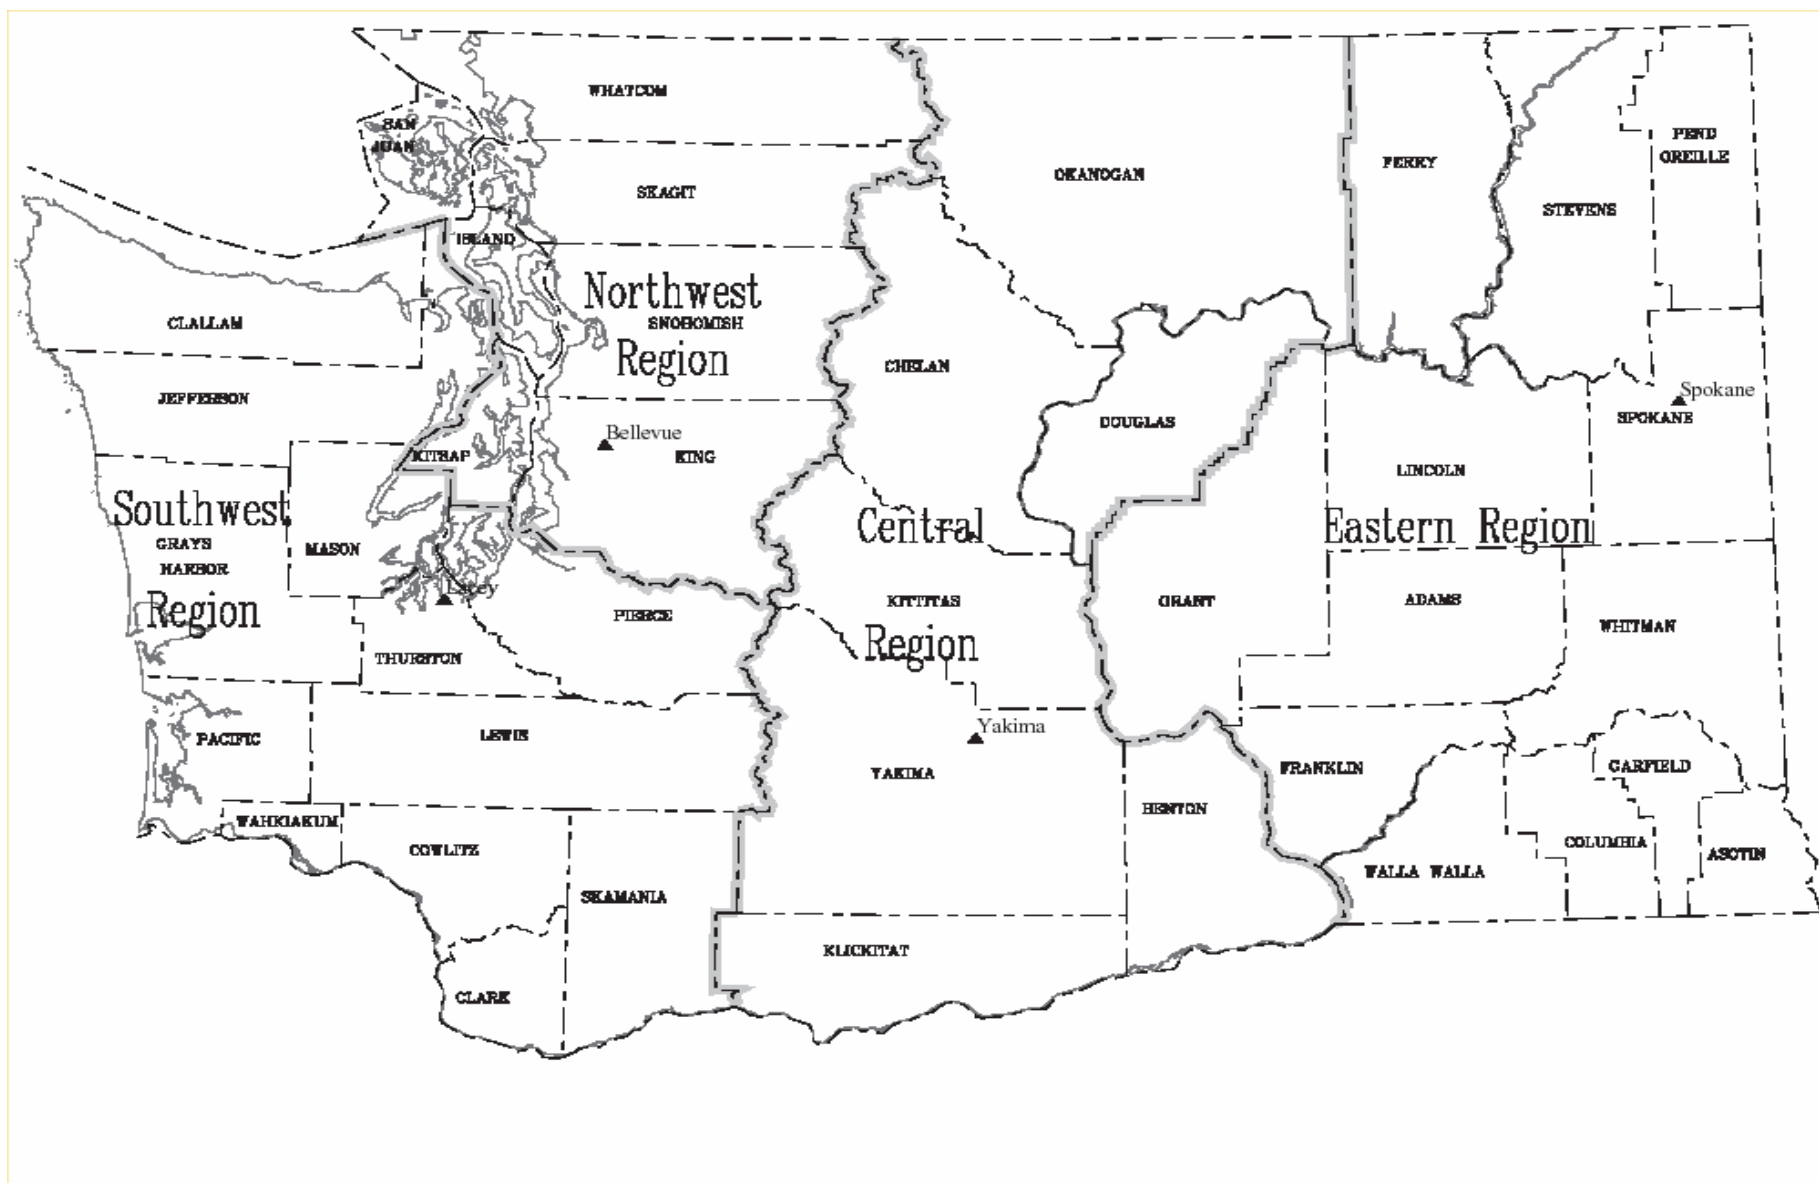 WHATCOM
SAN
JUAN
PEND
OREILLE
FERRY
OKANOGAN
SKAGIT
STEVENS
ISLAND
Northwest
SNOHOMISH
Region
CLALLAM
CHELAN
JEFFERSON
Spokane
SPOKANE
DOUGLAS
Bellevue
KING
KITSAP
LINCOLN
Southwest
GRAYS
HARBOR
Region
MASON
Central
Eastern Region
Lacey
PIERCE
KITTITAS
Region
GRANT
ADAMS
WHITMAN
THURSTON
Yakima
PACIFIC
LEWIS
YAKIMA
FRANKLIN
GARFIELD
HENTON
WAHKIAKUM
COWLITZ
COLUMBIA
ASOTIN
WALLA WALLA
SKAMANIA
KLICKITAT
CLARK